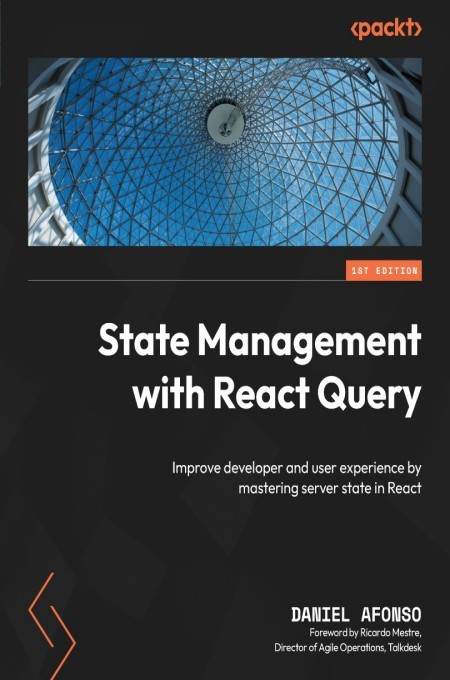 <packt>
1ST EDITION
State Management
with React Query
Improve developer and user experience by
mastering server state in React
DANIEL AFONSO
Foreword by Ricardo Mestre,
Director of Agile Operations, Talkdesk